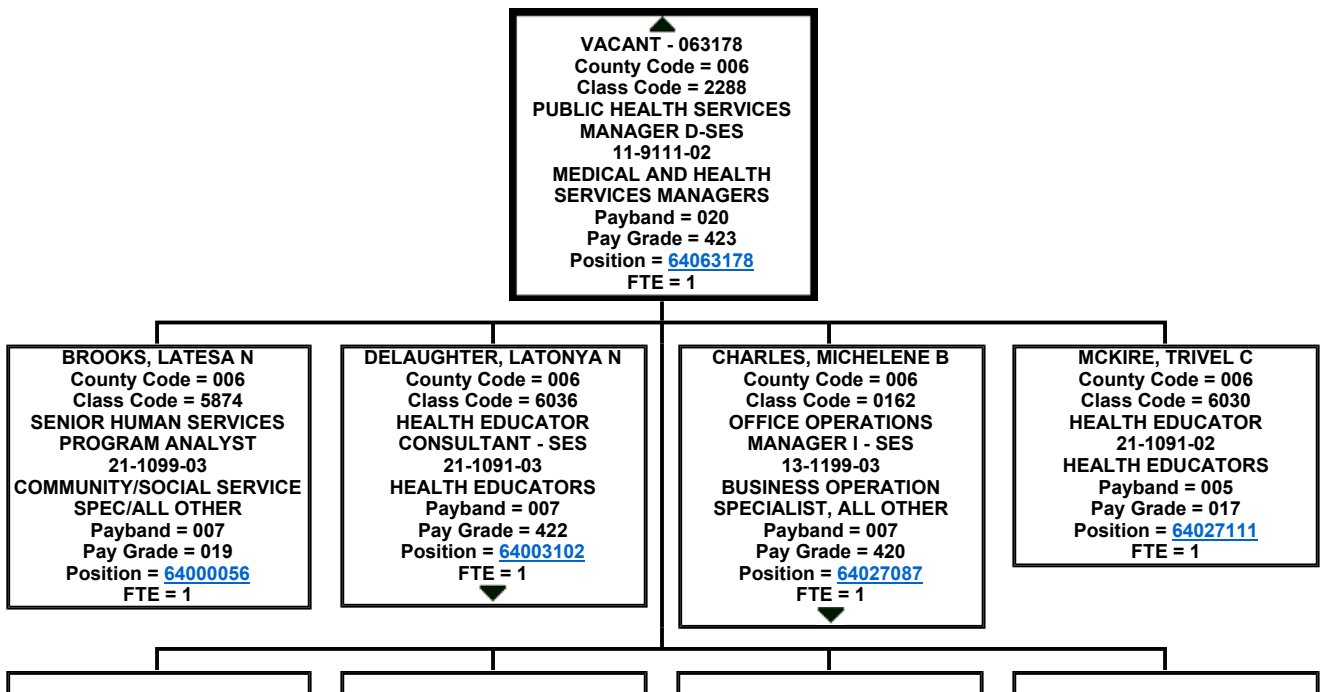 VACANT - 063178
County Code = 006
Class Code = 2288
PUBLIC HEALTH SERVICES
MANAGER D-SES
11-9111-02
MEDICAL AND HEALTH
SERVICES MANAGERS
Payband = 020
Pay Grade = 423
Position = 64063178
FTE = 1
BROOKS, LATESA N
County Code = 006
Class Code = 5874
SENIOR HUMAN SERVICES
PROGRAM ANALYST
21-1099-03
COMMUNITY/SOCIAL SERVICE
SPEC/ALL OTHER
Payband = 007
Pay Grade = 019
Position = 64000056
FTE = 1
DELAUGHTER, LATONYA N
County Code = 006
Class Code = 6036
HEALTH EDUCATOR
CONSULTANT - SES
21-1091-03
HEALTH EDUCATORS
Payband = 007
Pay Grade = 422
Position = 64003102
FTE = 1
CHARLES, MICHELENE B
County Code = 006
Class Code = 0162
OFFICE OPERATIONS
MANAGER I - SES
13-1199-03
BUSINESS OPERATION
SPECIALIST, ALL OTHER
Payband = 007
Pay Grade = 420
Position = 64027087
FTE = 1
MCKIRE, TRIVEL C
County Code = 006
Class Code = 6030
HEALTH EDUCATOR
21-1091-02
HEALTH EDUCATORS
Payband = 005
Pay Grade = 017
Position = 64027111
FTE = 1